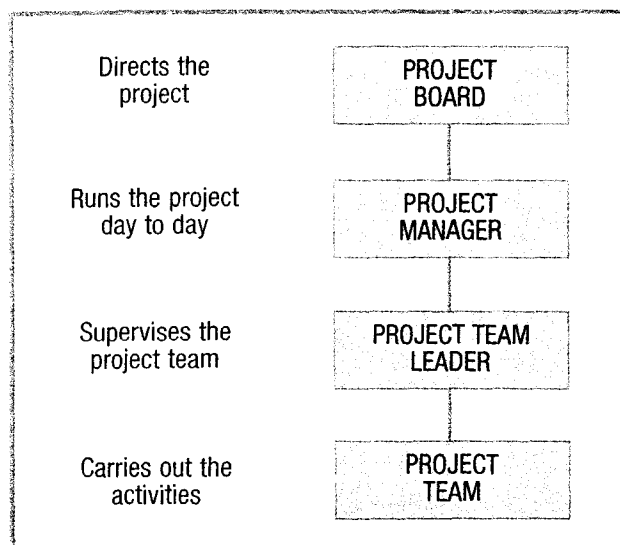 Directs the
project
PROJECT
BOARD
Runs the project
day to day
PROJECT
MANAGER
Supervises the
project team
PROJECT TEAM
LEADER
Carries out the
activities
PROJECT
TEAM